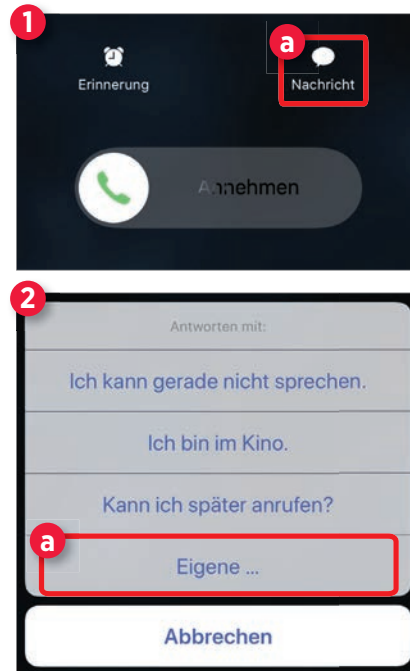 1
a
Erinnerung
Nachricht
Annehmen
2
Antworten mit:
Ich kann gerade nicht sprechen.
Ich bin im Kino.
Kann ich später anrufen?
a
Eigene ...
Abbrechen